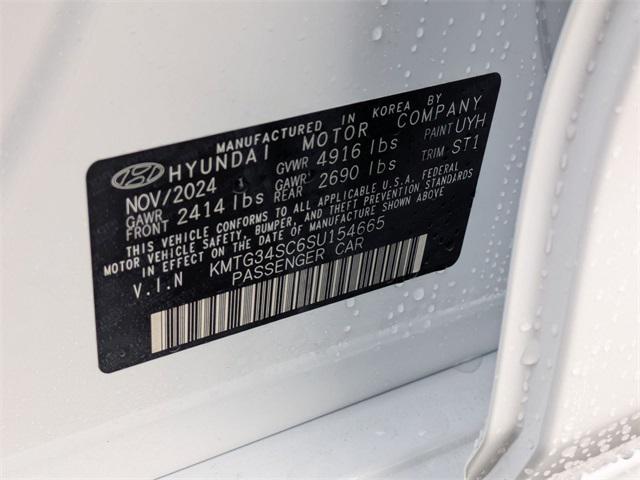 MANUFACTURED IN KOREA BY
HYUNDAI MOTOR COMPANY
NOV/2024 GVWR 4916 lbs PAINT UYH
GAWR FRONT 2414 lbs GAWR REAR 2690 lbs TRIM ST1
THIS VEHICLE CONFORMS TO ALL APPLICABLE U.S.A. FEDERAL
MOTOR VEHICLE SAFETY, BUMPER, AND THEFT PREVENTION STANDARDS
IN EFFECT ON THE DATE OF MANUFACTURE SHOWN ABOVE.
V.I.N KMTG34SC6SU154665
PASSENGER CAR